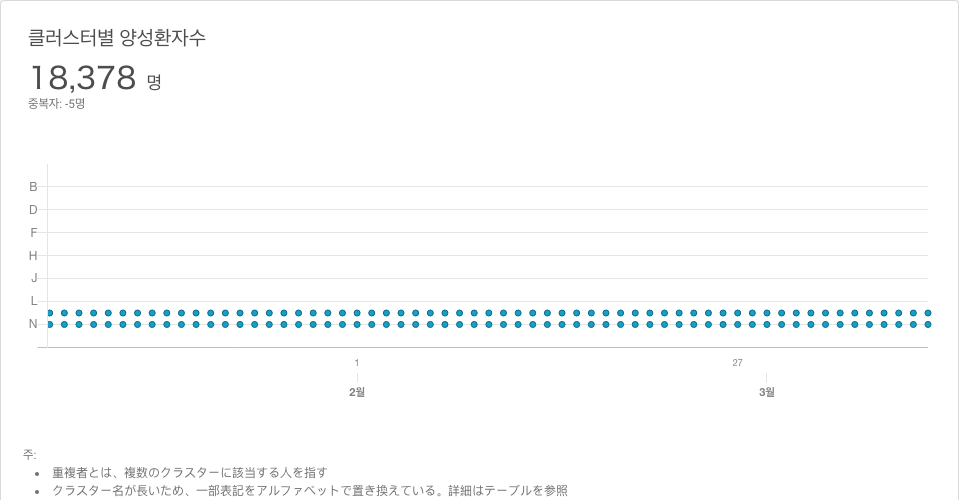 클러스터별 양성환자수
18,378 명
중복자: -5명
B
D
F
H
J
L
N
1 27
2월 3월
주:
• 重複者とは、複数のクラスターに該当する人を指す
• クラスター名が長いため、一部表記をアルファベットで置き換えている。詳細はテーブルを参照